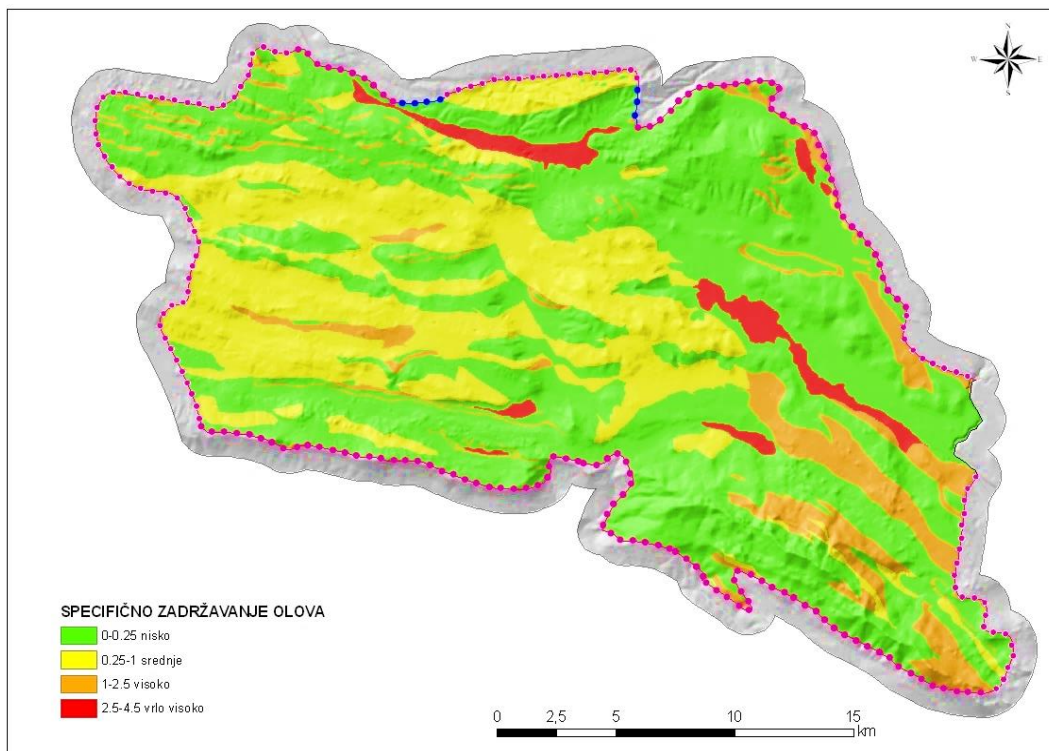 N
W E
S
SPECIFIČNO ZADRŽAVANJE OLOVA
0-0.25 nisko
0.25-1 srednje
1-2.5 visoko
2.5-4.5 vrlo visoko
0 2,5 5 10 15
km